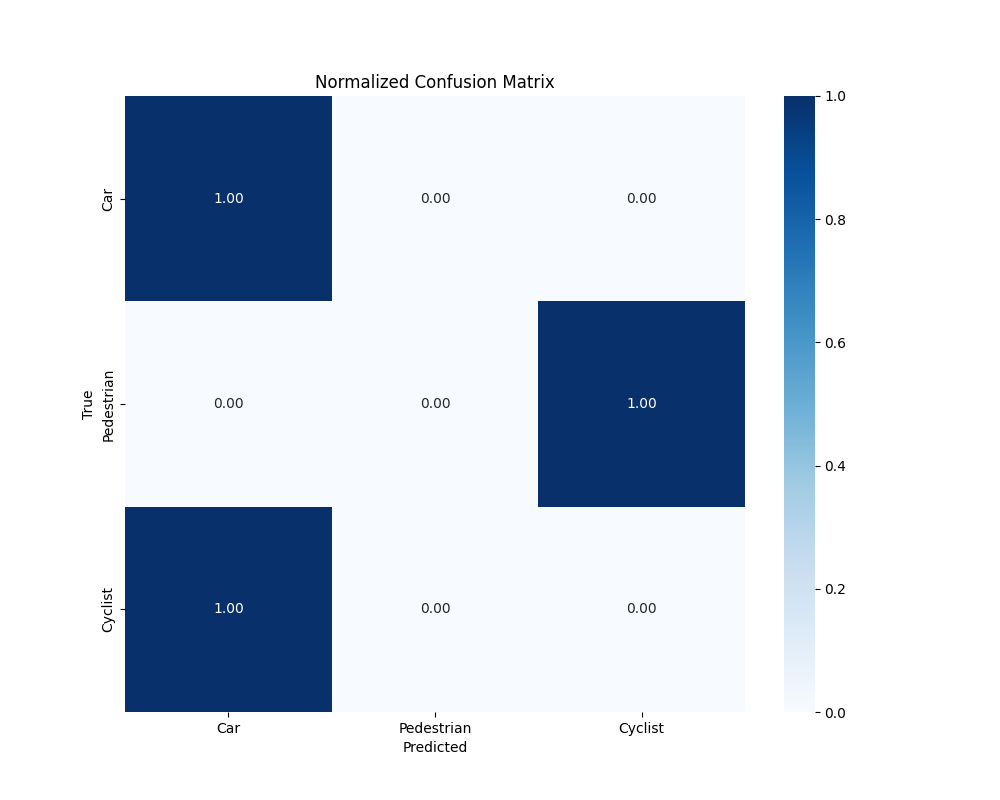 Normalized Confusion Matrix
Car
Pedestrian
Cyclist
True
1.00 0.00 0.00
0.00 0.00 1.00
1.00 0.00 0.00
Car Pedestrian Cyclist
Predicted
1.0
0.8
0.6
0.4
0.2
0.0